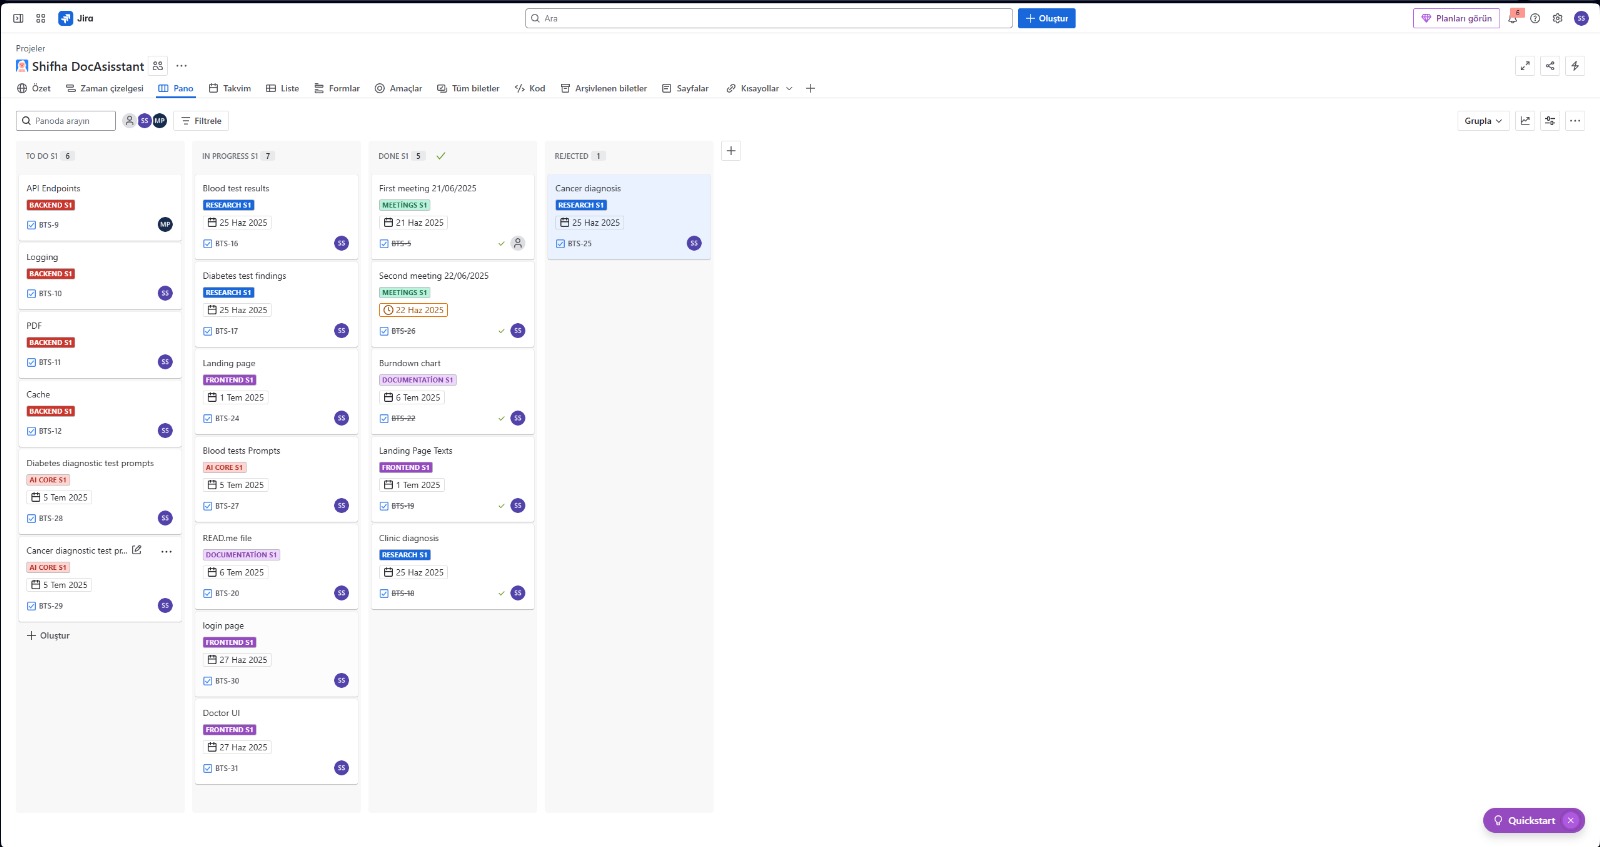 Jira
Ara
Oluştur
Planları görün
6
SS
Projeler
Shifha DocAsisstant
Özet
Zaman çizelgesi
Pano
Takvim
Liste
Formlar
Amaçlar
Tüm biletler
Kod
Arşivlenen biletler
Sayfalar
Kısayollar
Panoda arayın
SS
MP
Filtrele
Grupla
TO DO S1 6
API Endpoints
BACKEND S1
BTS-9
MP
Logging
BACKEND S1
BTS-10
SS
PDF
BACKEND S1
BTS-11
SS
Cache
BACKEND S1
BTS-12
SS
Diabetes diagnostic test prompts
AI CORE S1
5 Tem 2025
BTS-28
SS
Cancer diagnostic test pr...
AI CORE S1
5 Tem 2025
BTS-29
SS
Oluştur
IN PROGRESS S1 7
Blood test results
RESEARCH S1
25 Haz 2025
BTS-16
SS
Diabetes test findings
RESEARCH S1
25 Haz 2025
BTS-17
SS
Landing page
FRONTEND S1
1 Tem 2025
BTS-24
SS
Blood tests Prompts
AI CORE S1
5 Tem 2025
BTS-27
SS
READ.me file
DOCUMENTATİON S1
6 Tem 2025
BTS-20
SS
login page
FRONTEND S1
27 Haz 2025
BTS-30
SS
Doctor UI
FRONTEND S1
27 Haz 2025
BTS-31
SS
DONE S1 5
First meeting 21/06/2025
MEETİNGS S1
21 Haz 2025
BTS-5
Second meeting 22/06/2025
MEETİNGS S1
22 Haz 2025
BTS-26
SS
Burndown chart
DOCUMENTATİON S1
6 Tem 2025
BTS-22
SS
Landing Page Texts
FRONTEND S1
1 Tem 2025
BTS-19
SS
Clinic diagnosis
RESEARCH S1
25 Haz 2025
BTS-18
SS
REJECTED 1
Cancer diagnosis
RESEARCH S1
25 Haz 2025
BTS-25
SS
Quickstart